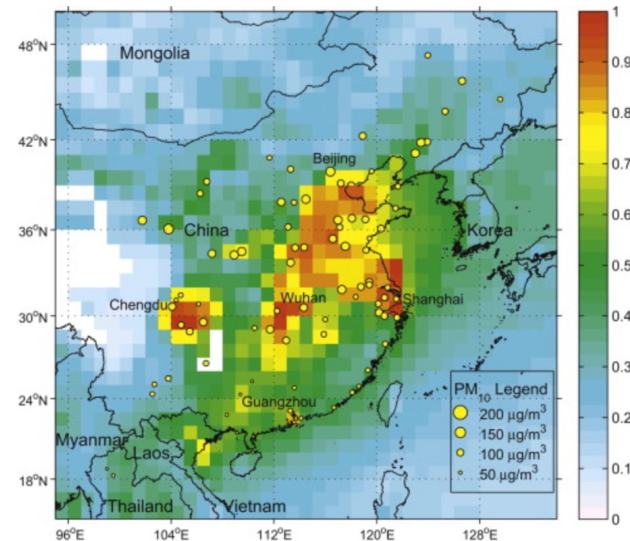 48°N
42°N
36°N
30°N
24°N
18°N
96°E
104°E
112°E
120°E
128°E
Mongolia
Beijing
China
Korea
Chengdu
Wuhan
Shanghai
Guangzhou
Myanmar
Laos
Thailand
Vietnam
PM10 Legend
200 μg/m³
150 μg/m³
100 μg/m³
50 μg/m³
1
0.9
0.8
0.7
0.6
0.5
0.4
0.3
0.2
0.1
0